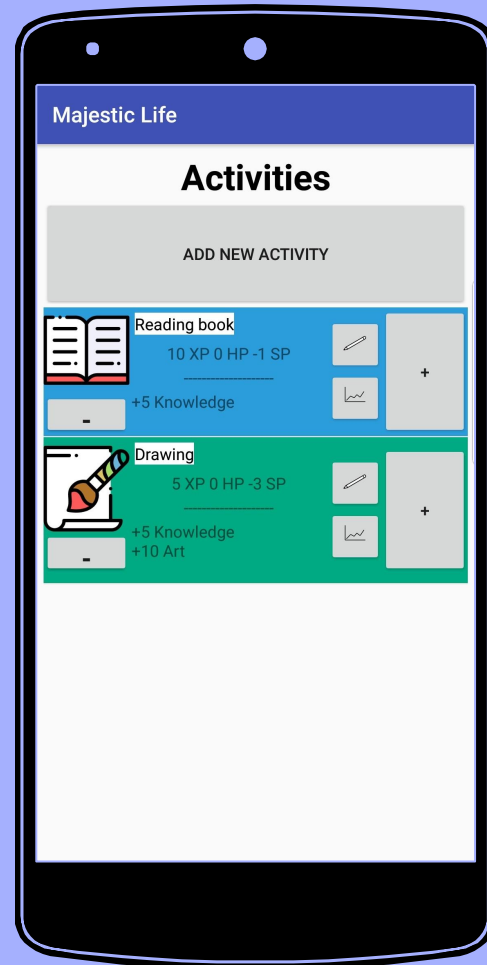 Majestic Life
Activities
ADD NEW ACTIVITY
Reading book
10 XP 0 HP -1 SP
--------------------
+5 Knowledge
-
+
Drawing
5 XP 0 HP -3 SP
--------------------
+5 Knowledge
+10 Art
-
+